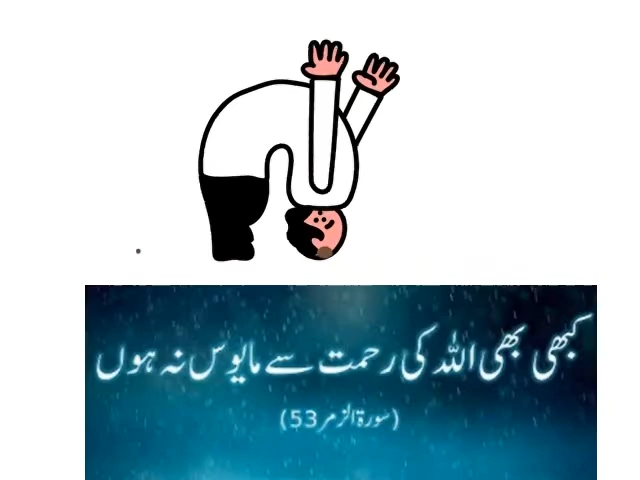 کبھی بھی اللہ کی رحمت سے مایوس نہ ہوں
(سورۃ الزمر 53)